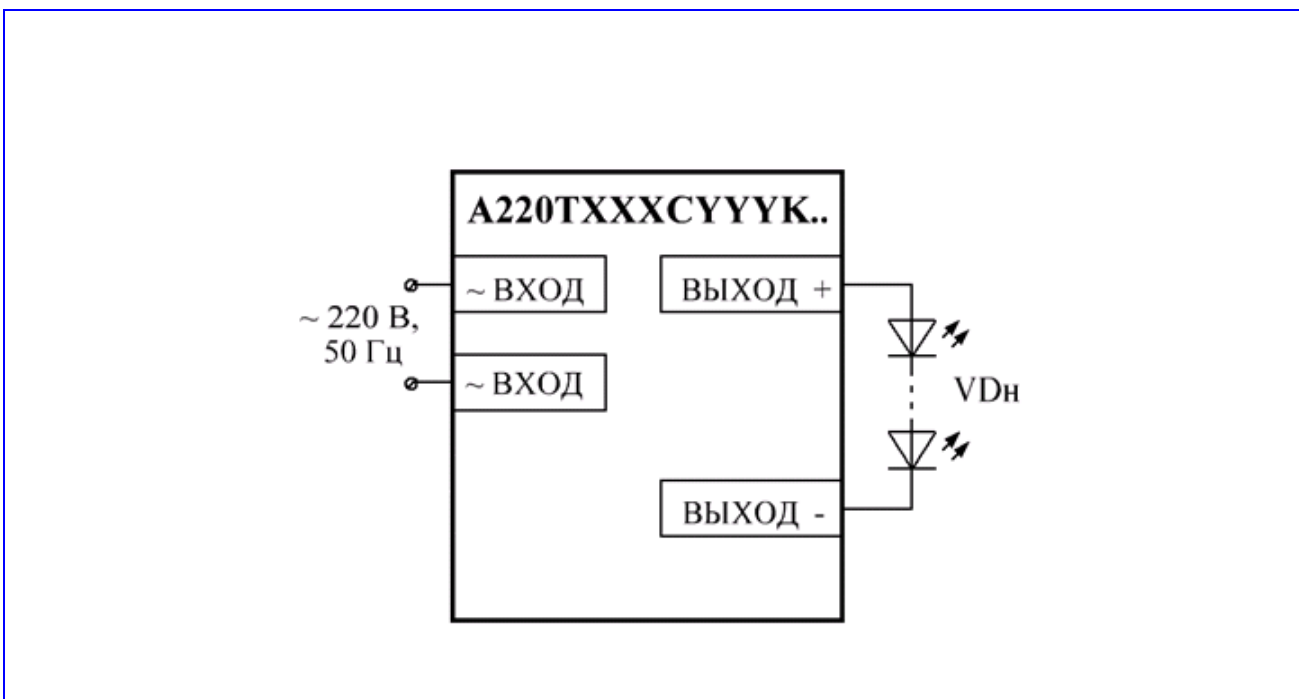 A220TXXXCYYYK..
~ ВХОД
ВЫХОД +
~ 220 В,
50 Гц
~ ВХОД
VDн
ВЫХОД -